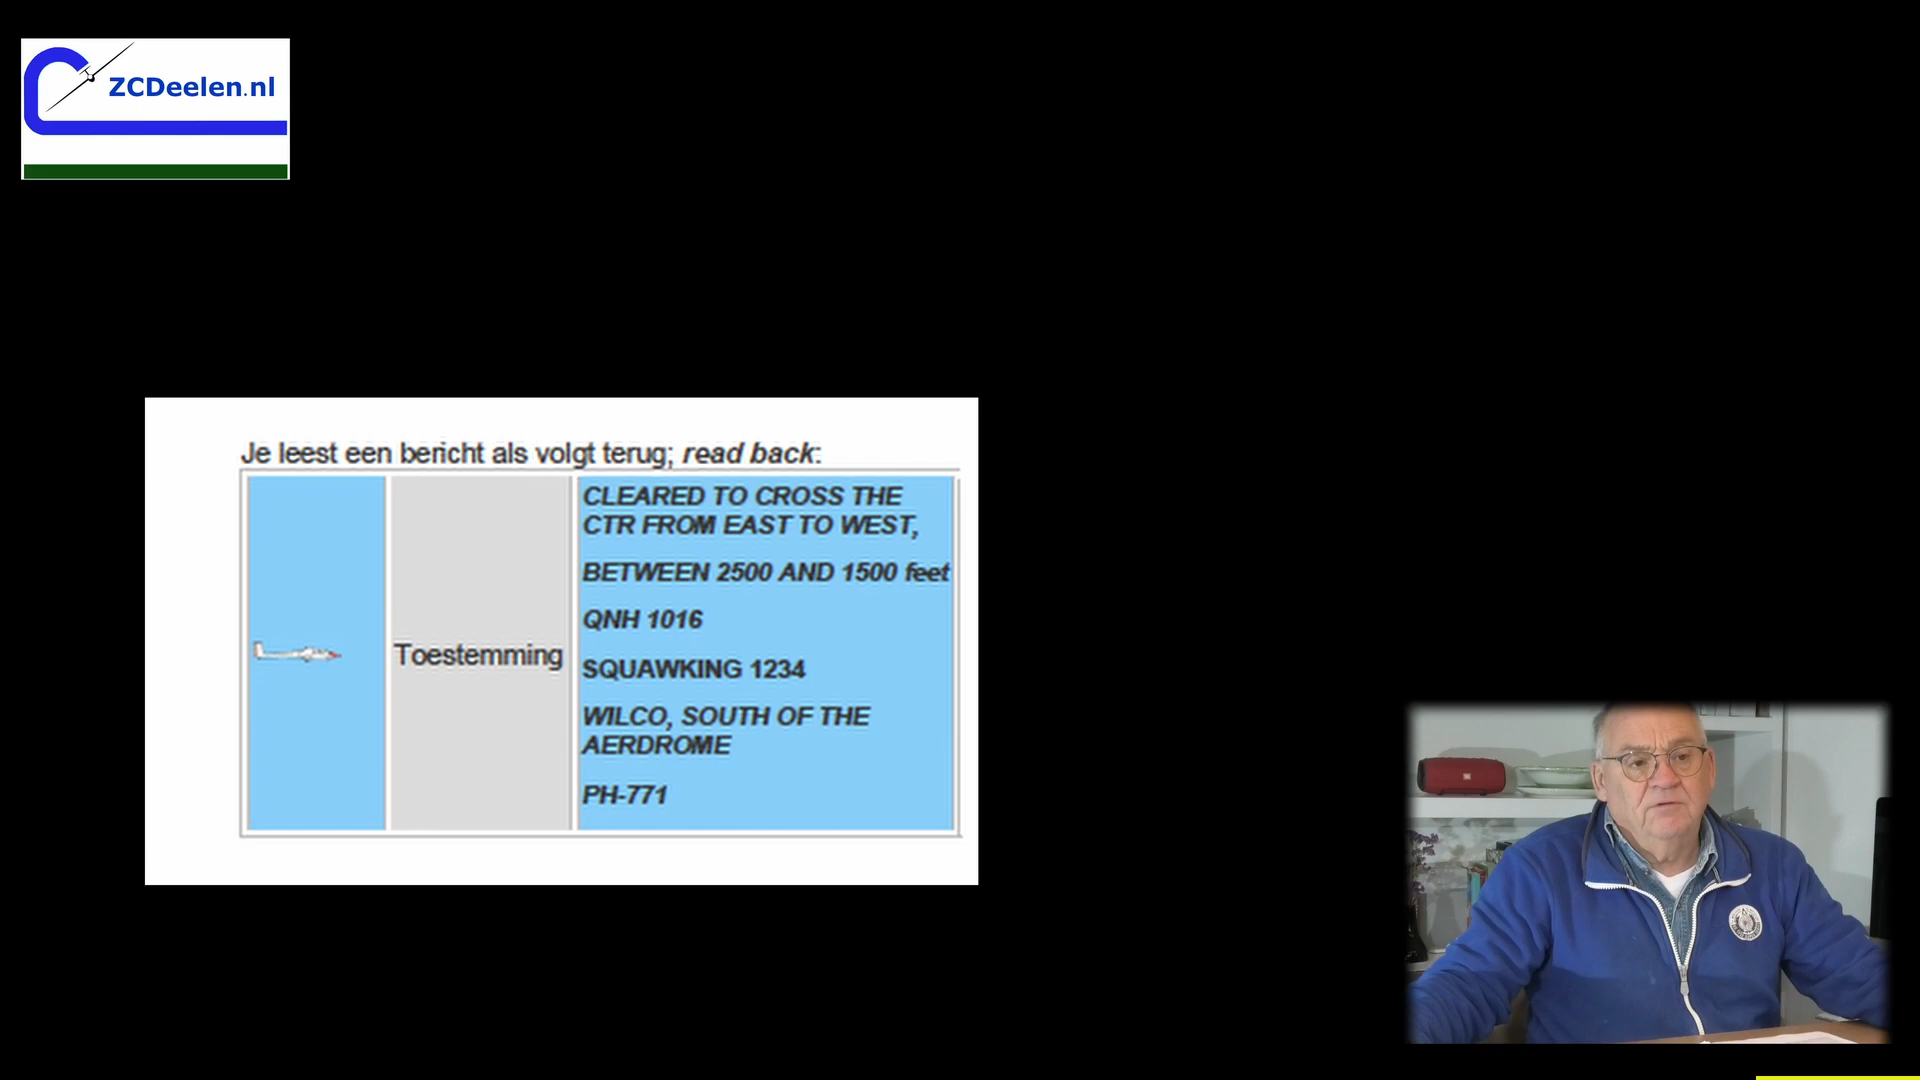 ZCDeelen.nl
Je leest een bericht als volgt terug; read back:
CLEARED TO CROSS THE
CTR FROM EAST TO WEST,
BETWEEN 2500 AND 1500 feet
QNH 1016
Toestemming
SQUAWKING 1234
WILCO, SOUTH OF THE
AERDROME
PH-771